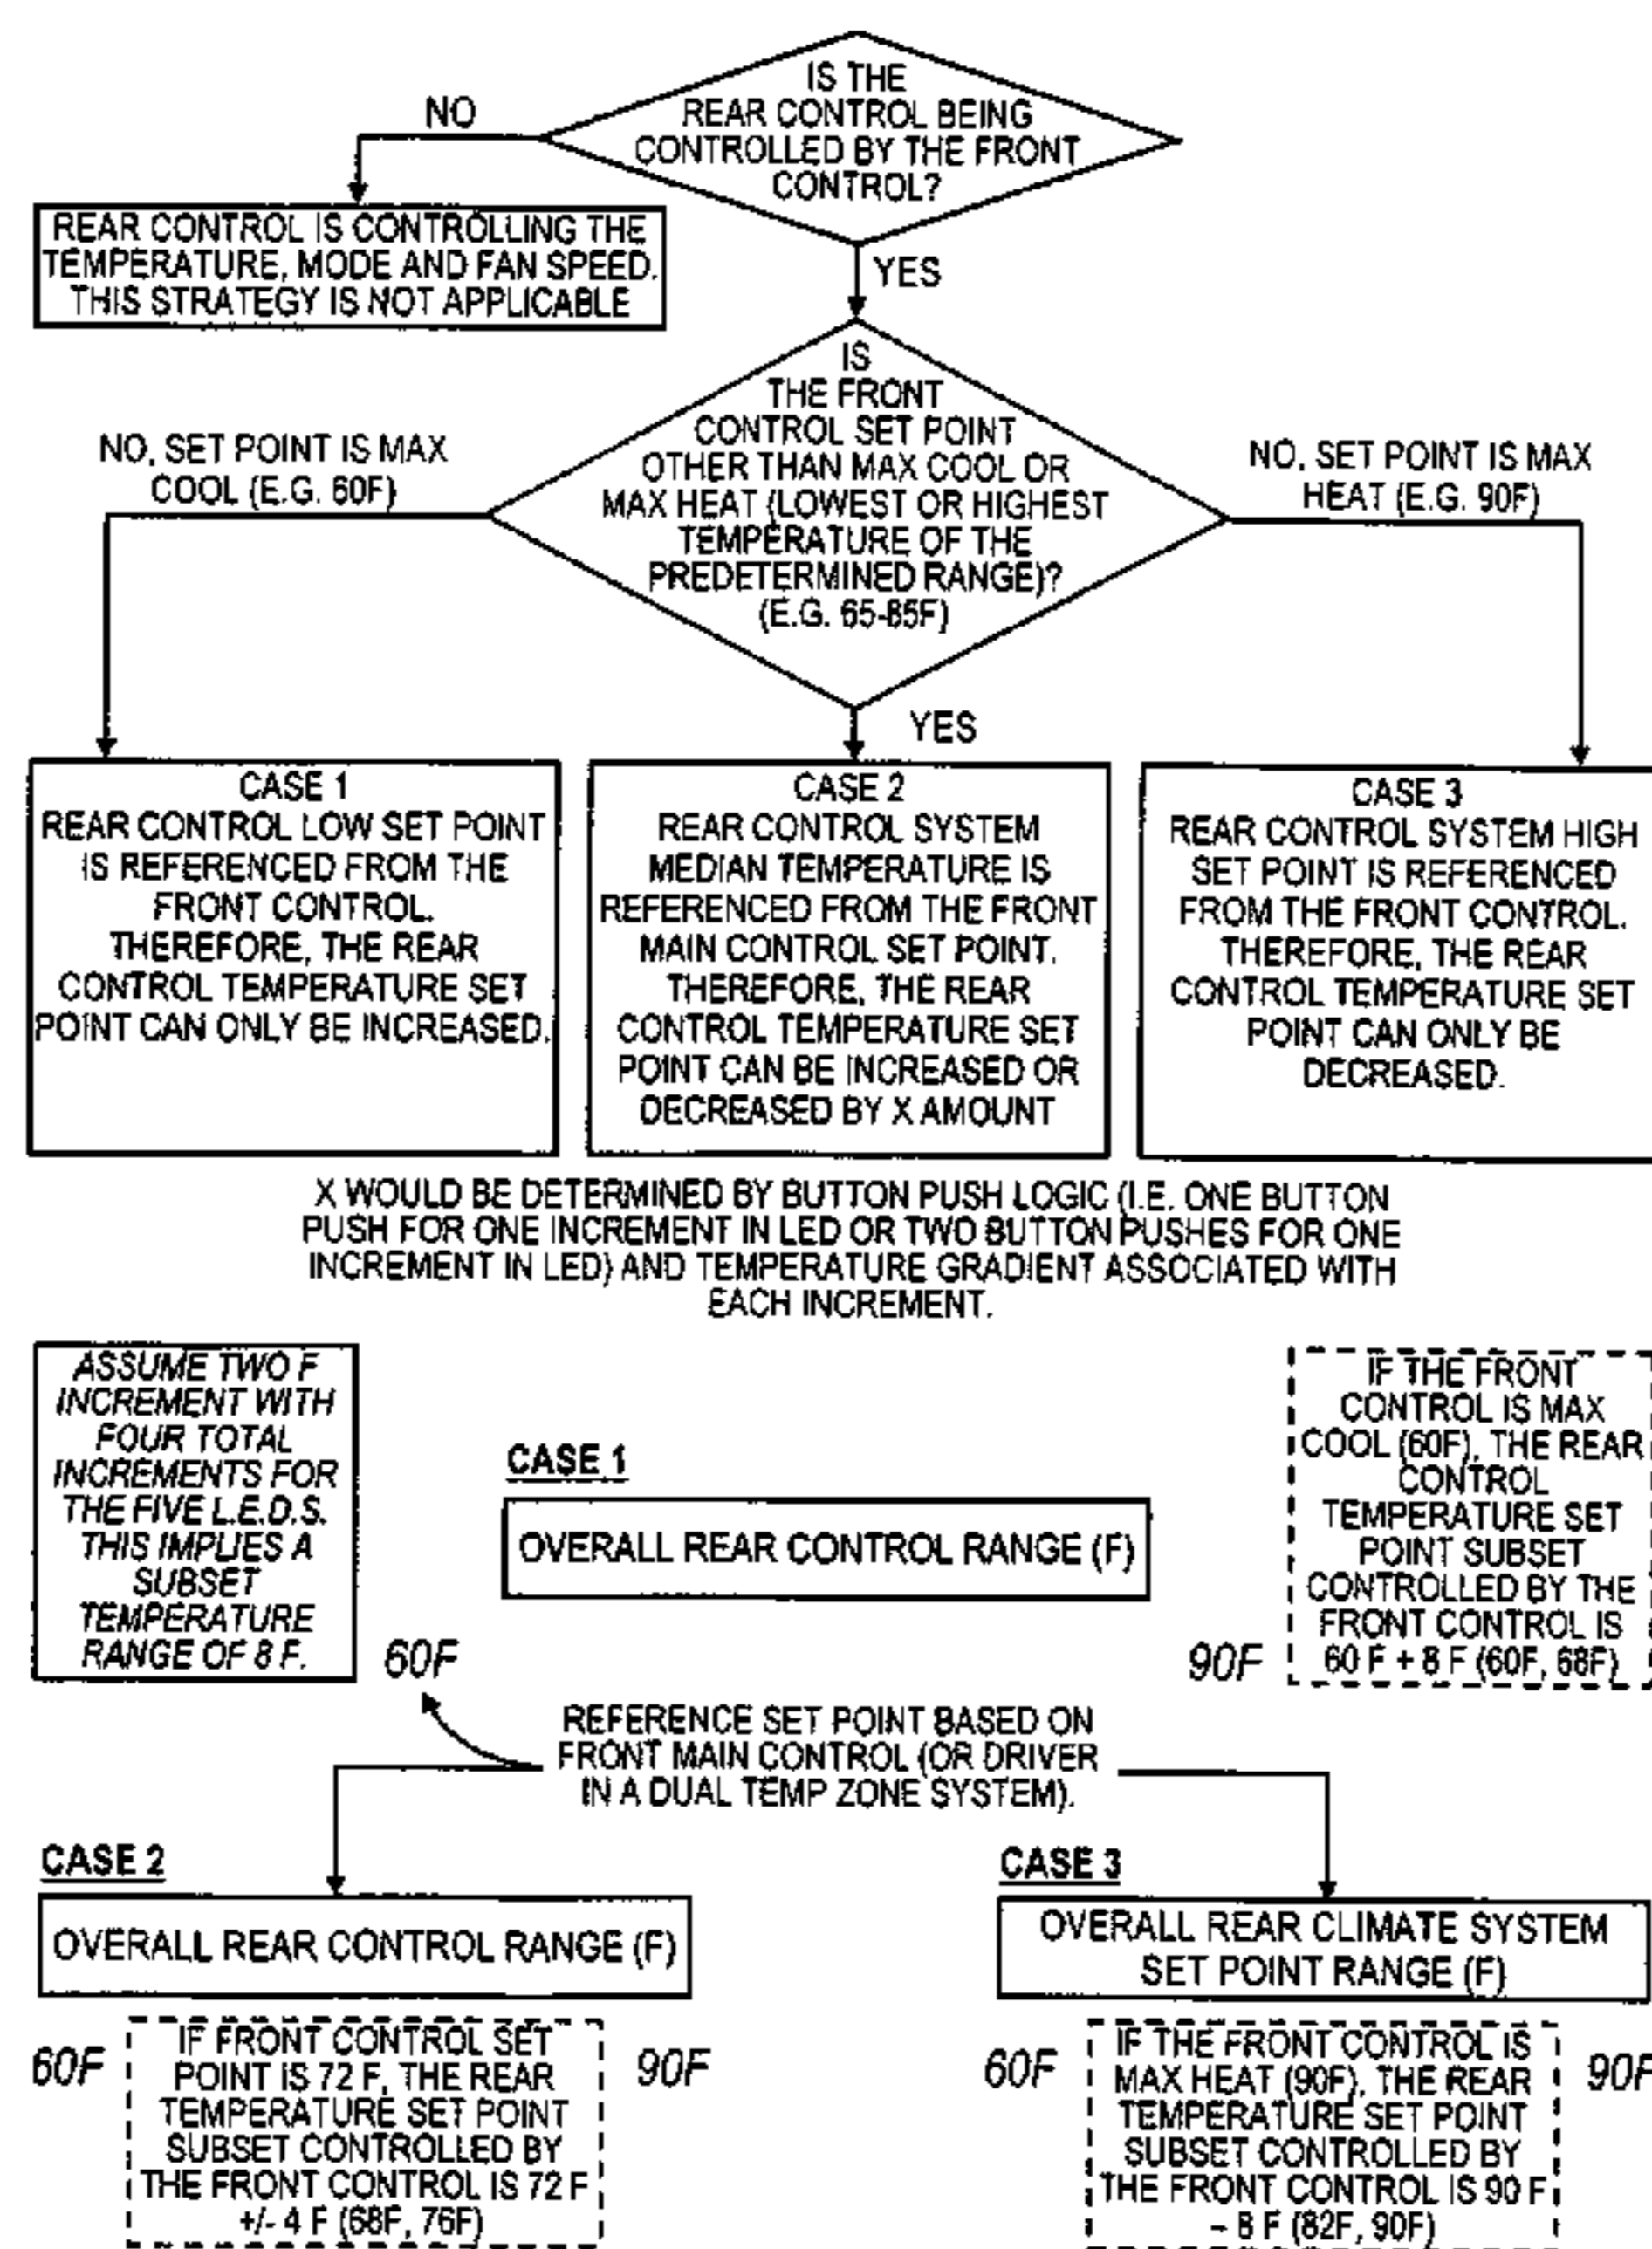 IS THE
REAR CONTROL BEING
CONTROLLED BY THE FRONT
CONTROL?
NO
REAR CONTROL IS CONTROLLING THE
TEMPERATURE, MODE AND FAN SPEED.
THIS STRATEGY IS NOT APPLICABLE
YES
IS
THE FRONT
CONTROL SET POINT
OTHER THAN MAX COOL OR
MAX HEAT (LOWEST OR HIGHEST
TEMPERATURE OF THE
PREDETERMINED RANGE)?
(E.G. 65-85F)
NO, SET POINT IS MAX
COOL (E.G. 60F)
NO, SET POINT IS MAX
HEAT (E.G. 90F)
YES
CASE 1
REAR CONTROL LOW SET POINT
IS REFERENCED FROM THE
FRONT CONTROL.
THEREFORE, THE REAR
CONTROL TEMPERATURE SET
POINT CAN ONLY BE INCREASED.
CASE 2
REAR CONTROL SYSTEM
MEDIAN TEMPERATURE IS
REFERENCED FROM THE FRONT
MAIN CONTROL SET POINT.
THEREFORE, THE REAR
CONTROL TEMPERATURE SET
POINT CAN BE INCREASED OR
DECREASED BY X AMOUNT
CASE 3
REAR CONTROL SYSTEM HIGH
SET POINT IS REFERENCED
FROM THE FRONT CONTROL.
THEREFORE, THE REAR
CONTROL TEMPERATURE SET
POINT CAN ONLY BE
DECREASED.
X WOULD BE DETERMINED BY BUTTON PUSH LOGIC (I.E. ONE BUTTON
PUSH FOR ONE INCREMENT IN LED OR TWO BUTTON PUSHES FOR ONE
INCREMENT IN LED) AND TEMPERATURE GRADIENT ASSOCIATED WITH
EACH INCREMENT.
ASSUME TWO F
INCREMENT WITH
FOUR TOTAL
INCREMENTS FOR
THE FIVE L.E.D.S.
THIS IMPLIES A
SUBSET
TEMPERATURE
RANGE OF 8 F.
CASE 1
OVERALL REAR CONTROL RANGE (F)
60F
90F
IF THE FRONT
CONTROL IS MAX
COOL (60F), THE REAR
CONTROL
TEMPERATURE SET
POINT SUBSET
CONTROLLED BY THE
FRONT CONTROL IS
60 F + 8 F (60F, 68F)
REFERENCE SET POINT BASED ON
FRONT MAIN CONTROL (OR DRIVER
IN A DUAL TEMP ZONE SYSTEM).
CASE 2
OVERALL REAR CONTROL RANGE (F)
60F
IF FRONT CONTROL SET
POINT IS 72 F, THE REAR
TEMPERATURE SET POINT
SUBSET CONTROLLED BY
THE FRONT CONTROL IS 72 F
+/- 4 F (68F, 76F)
90F
CASE 3
OVERALL REAR CLIMATE SYSTEM
SET POINT RANGE (F)
60F
IF THE FRONT CONTROL IS
MAX HEAT (90F), THE REAR
TEMPERATURE SET POINT
SUBSET CONTROLLED BY
THE FRONT CONTROL IS 90 F
- 8 F (82F, 90F)
90F